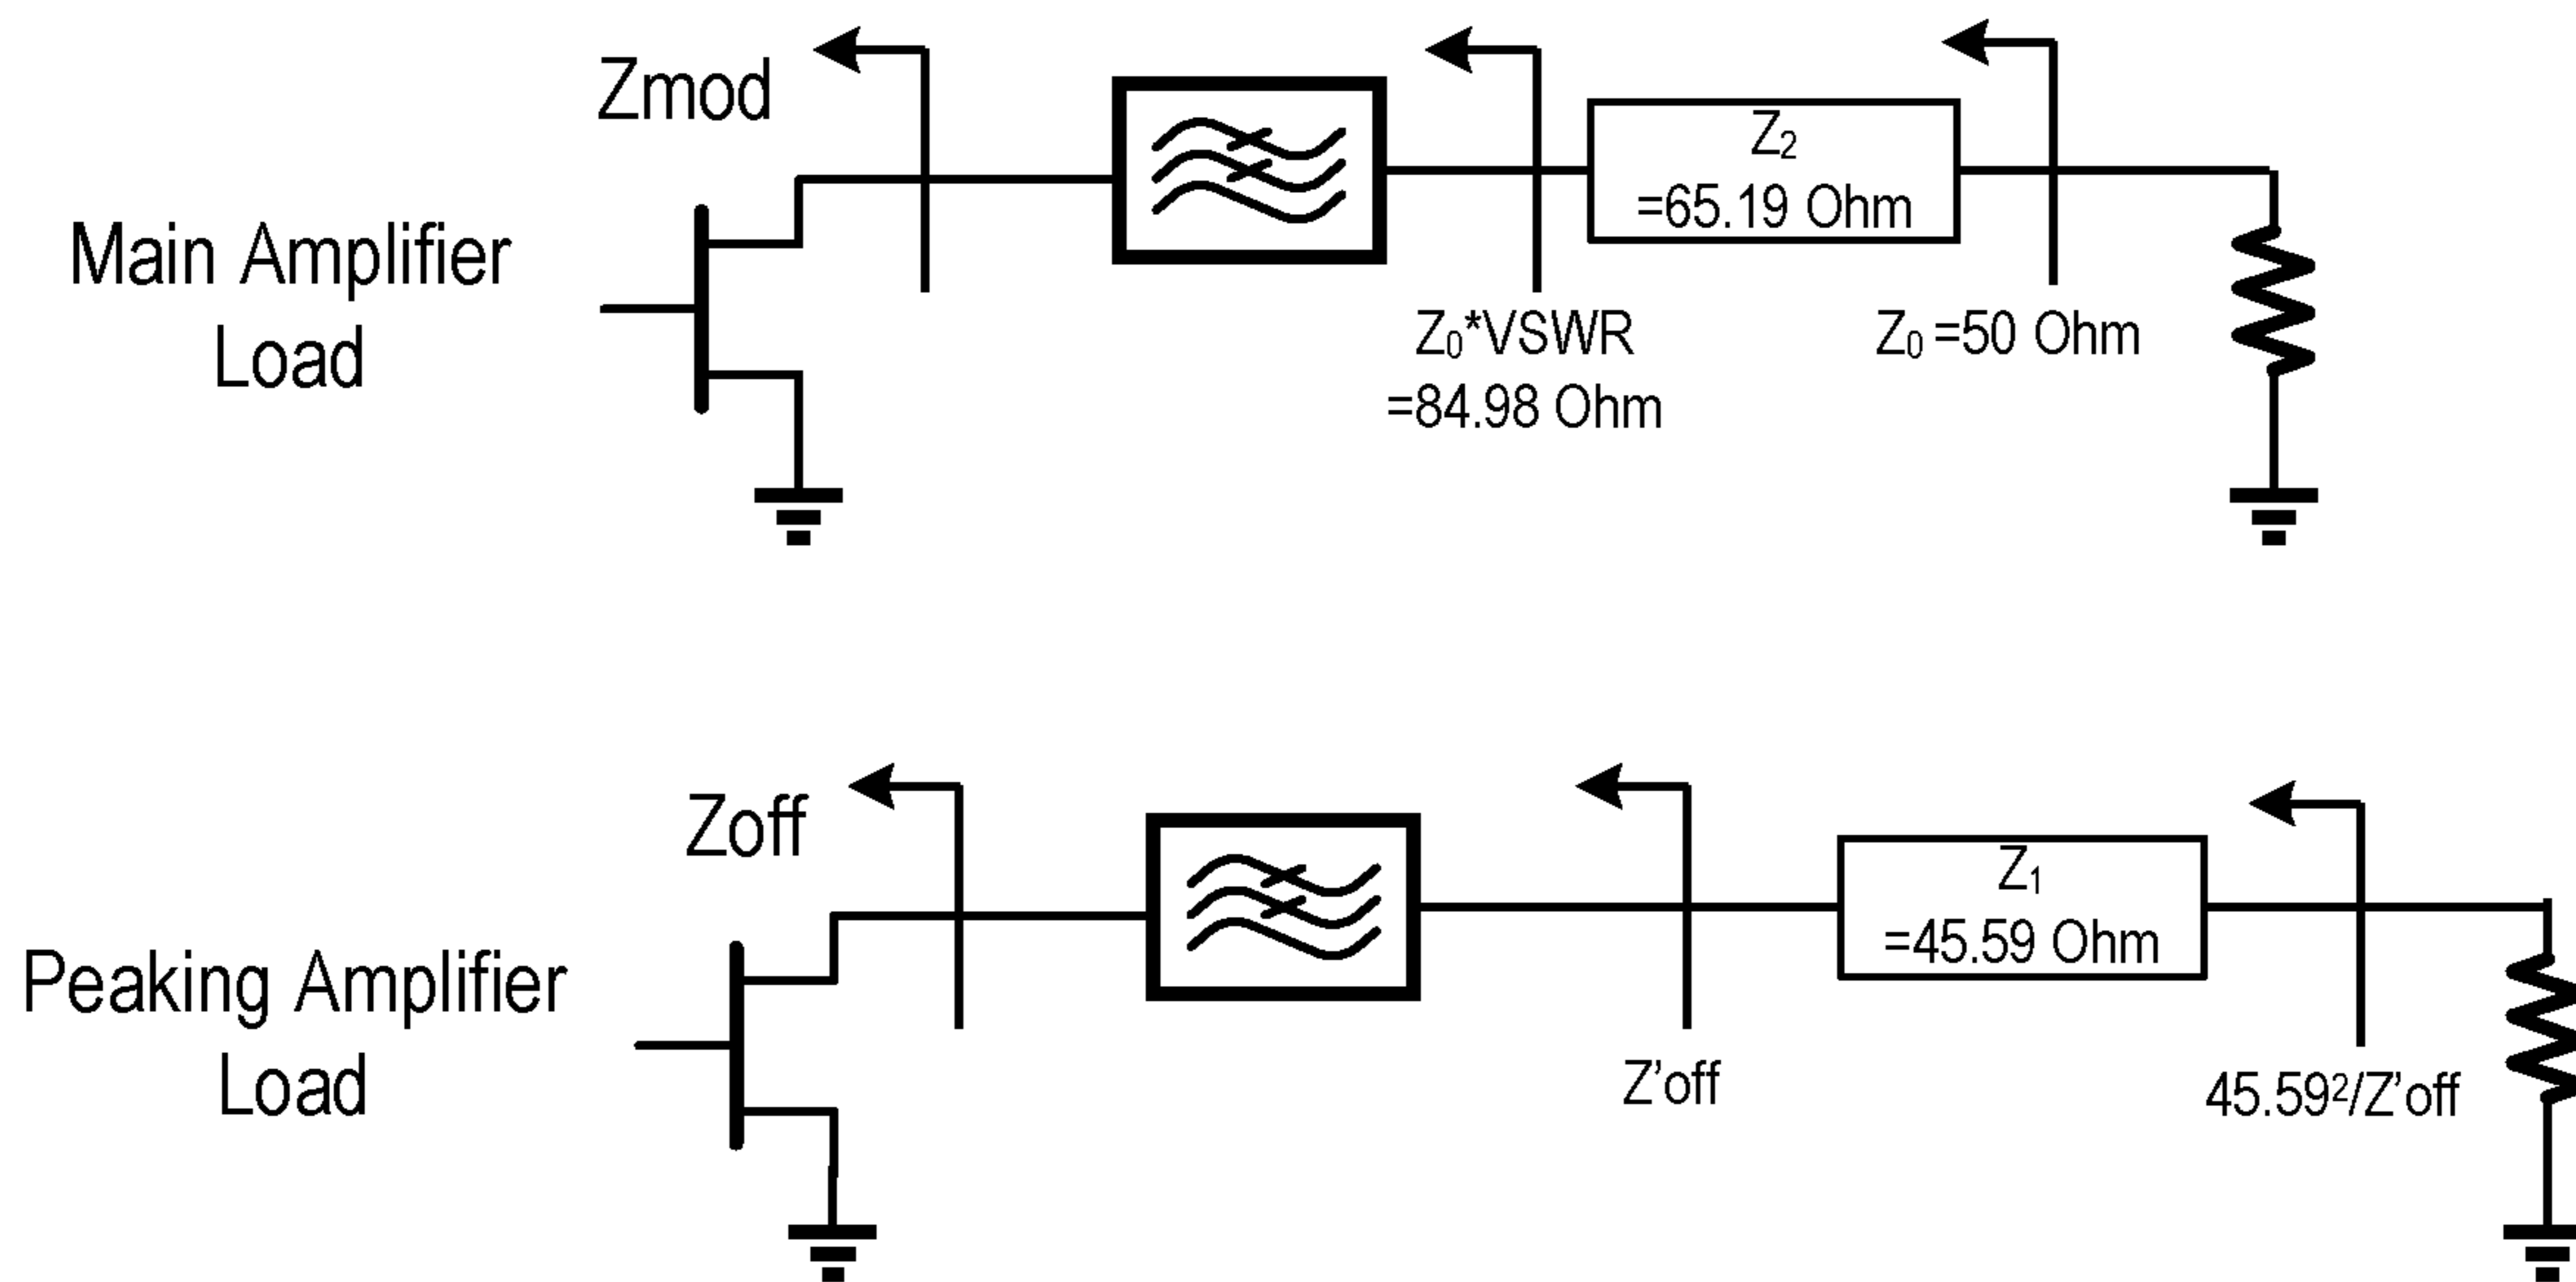 Zmod
Main Amplifier
Load
Z₂
=65.19 Ohm
Z₀*VSWR
=84.98 Ohm
Z₀ =50 Ohm
Zoff
Peaking Amplifier
Load
Z'off
Z₁
=45.59 Ohm
45.59²/Z'off